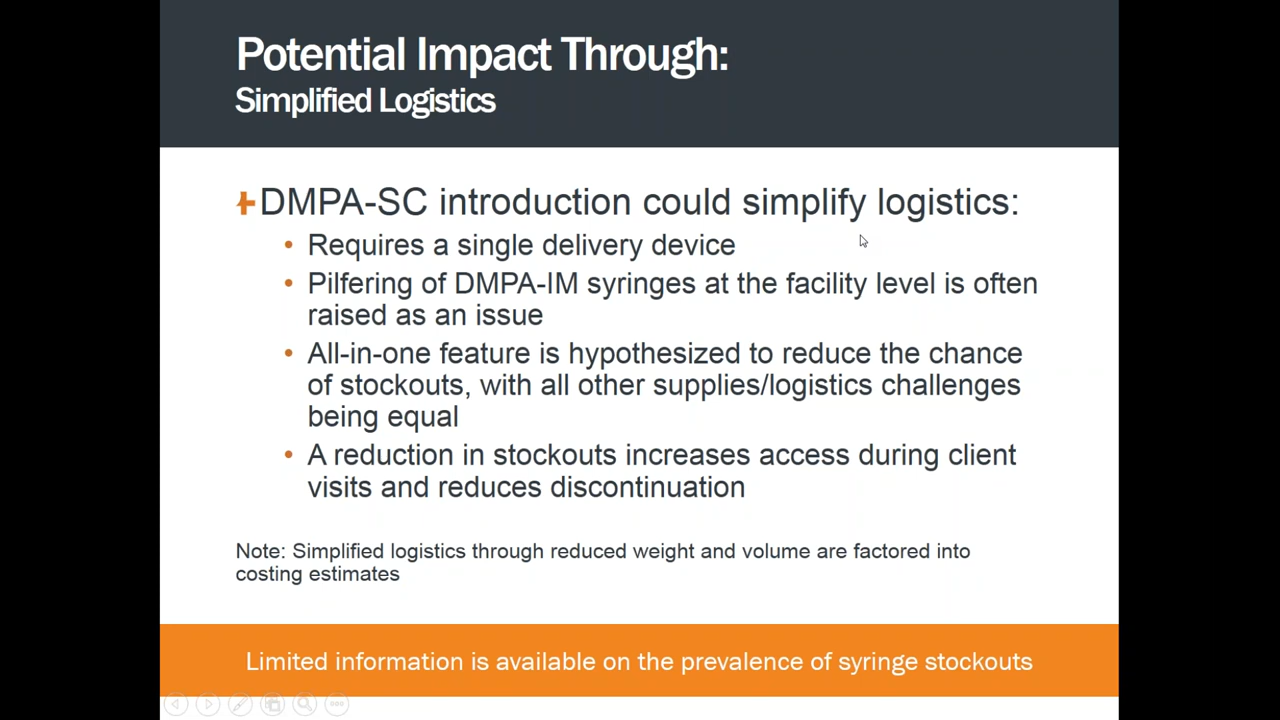 Potential Impact Through:
Simplified Logistics
DMPA-SC introduction could simplify logistics:
• Requires a single delivery device
• Pilfering of DMPA-IM syringes at the facility level is often
raised as an issue
• All-in-one feature is hypothesized to reduce the chance
of stockouts, with all other supplies/logistics challenges
being equal
• A reduction in stockouts increases access during client
visits and reduces discontinuation
Note: Simplified logistics through reduced weight and volume are factored into
costing estimates
Limited information is available on the prevalence of syringe stockouts